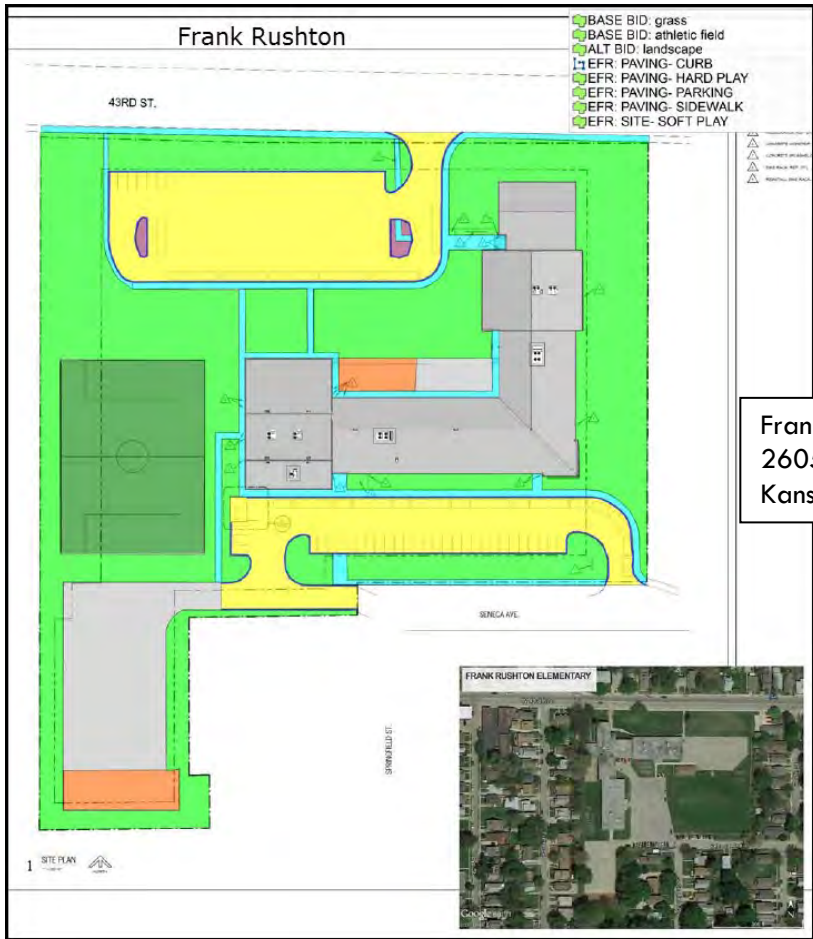 Frank Rushton
BASE BID: grass
BASE BID: athletic field
ALT BID: landscape
EFR: PAVING- CURB
EFR: PAVING- HARD PLAY
EFR: PAVING- PARKING
EFR: PAVING- SIDEWALK
EFR: SITE- SOFT PLAY
43RD ST.
Fran
2605
Kans
SENECA AVE.
SPRINGFIELD ST.
FRANK RUSHTON ELEMENTARY
1 SITE PLAN
Google